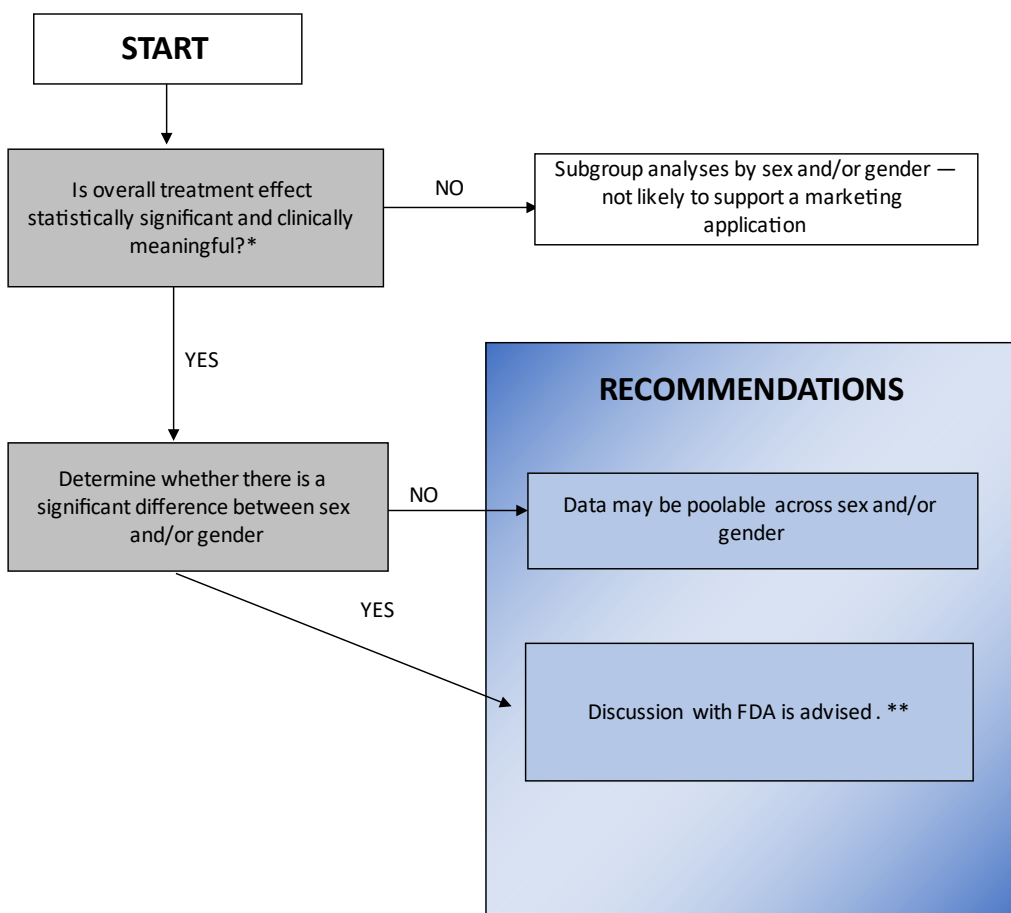 START
Is overall treatment effect
statistically significant and clinically
meaningful?*
NO
Subgroup analyses by sex and/or gender —
not likely to support a marketing
application
YES
RECOMMENDATIONS
Determine whether there is a
significant difference between sex
and/or gender
NO
Data may be poolable across sex and/or
gender
YES
Discussion with FDA is advised . **